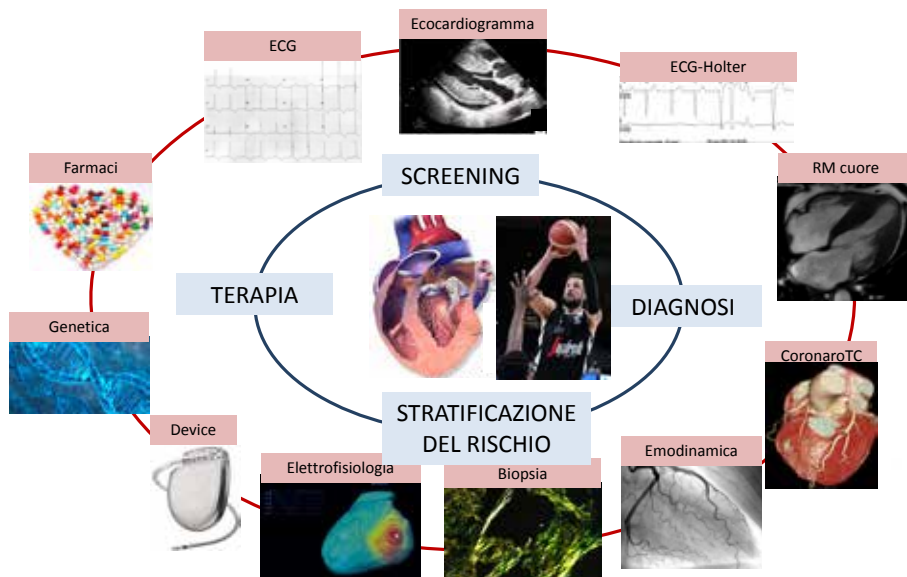 Ecocardiogramma
ECG
ECG-Holter
Farmaci
SCREENING
RM cuore
TERAPIA
DIAGNOSI
Genetica
CoronaroTC
STRATIFICAZIONE
DEL RISCHIO
Device
Elettrofisiologia
Biopsia
Emodinamica